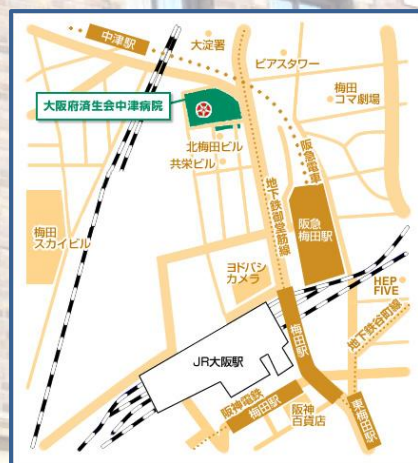 中津駅
大淀署
ピアスタワー
梅田
コマ劇場
大阪府済生会中津病院
北梅田ビル
共栄ビル
阪急電車
地下鉄御堂筋線
阪急
梅田駅
梅田
スカイビル
ヨドバシ
カメラ
HEP
FIVE
地下鉄谷町線
梅田駅
JR大阪駅
阪神電鉄
梅田駅
阪神
百貨店
東梅田駅